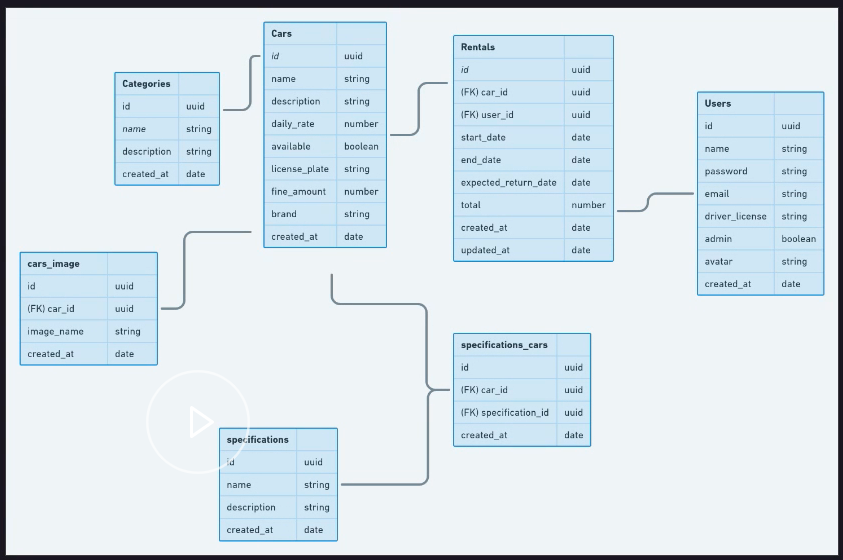 Cars
id uuid
name string
description string
daily_rate number
available boolean
license_plate string
fine_amount number
brand string
created_at date
Rentals
id uuid
(FK) car_id uuid
(FK) user_id uuid
start_date date
end_date date
expected_return_date date
total number
created_at date
updated_at date
Categories
id uuid
name string
description string
created_at date
Users
id uuid
name string
password string
email string
driver_license string
admin boolean
avatar string
created_at date
cars_image
id uuid
(FK) car_id uuid
image_name string
created_at date
specifications_cars
id uuid
(FK) car_id uuid
(FK) specification_id uuid
created_at date
specifications
id uuid
name string
description string
created_at date